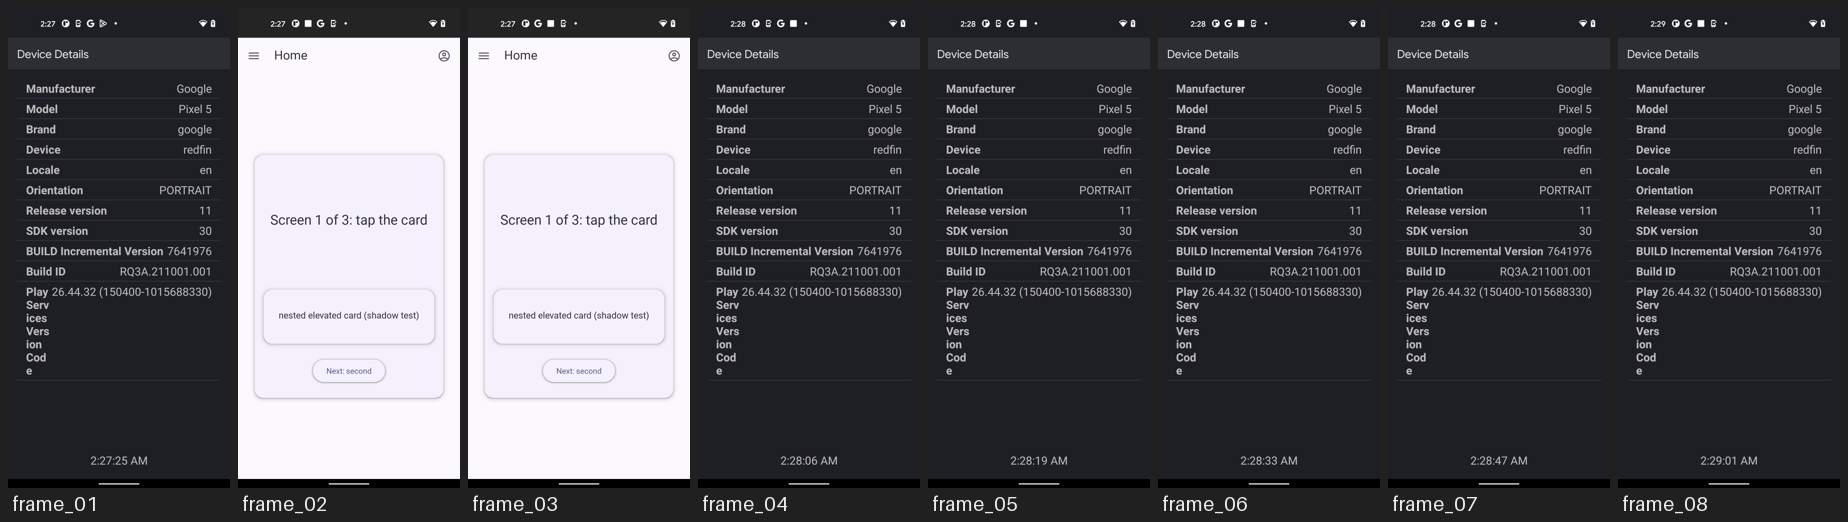 2:27
Device Details
Manufacturer Google
Model Pixel 5
Brand google
Device redfin
Locale en
Orientation PORTRAIT
Release version 11
SDK version 30
BUILD Incremental Version 7641976
Build ID RQ3A.211001.001
Play 26.44.32 (150400-1015688330)
Serv
ices
Vers
ion
Cod
e
2:27:25 AM
frame_01
2:27
Home
Screen 1 of 3: tap the card
nested elevated card (shadow test)
Next: second
frame_02
2:27
Home
Screen 1 of 3: tap the card
nested elevated card (shadow test)
Next: second
frame_03
2:28
Device Details
Manufacturer Google
Model Pixel 5
Brand google
Device redfin
Locale en
Orientation PORTRAIT
Release version 11
SDK version 30
BUILD Incremental Version 7641976
Build ID RQ3A.211001.001
Play 26.44.32 (150400-1015688330)
Serv
ices
Vers
ion
Cod
e
2:28:06 AM
frame_04
2:28
Device Details
Manufacturer Google
Model Pixel 5
Brand google
Device redfin
Locale en
Orientation PORTRAIT
Release version 11
SDK version 30
BUILD Incremental Version 7641976
Build ID RQ3A.211001.001
Play 26.44.32 (150400-1015688330)
Serv
ices
Vers
ion
Cod
e
2:28:19 AM
frame_05
2:28
Device Details
Manufacturer Google
Model Pixel 5
Brand google
Device redfin
Locale en
Orientation PORTRAIT
Release version 11
SDK version 30
BUILD Incremental Version 7641976
Build ID RQ3A.211001.001
Play 26.44.32 (150400-1015688330)
Serv
ices
Vers
ion
Cod
e
2:28:33 AM
frame_06
2:28
Device Details
Manufacturer Google
Model Pixel 5
Brand google
Device redfin
Locale en
Orientation PORTRAIT
Release version 11
SDK version 30
BUILD Incremental Version 7641976
Build ID RQ3A.211001.001
Play 26.44.32 (150400-1015688330)
Serv
ices
Vers
ion
Cod
e
2:28:47 AM
frame_07
2:29
Device Details
Manufacturer Google
Model Pixel 5
Brand google
Device redfin
Locale en
Orientation PORTRAIT
Release version 11
SDK version 30
BUILD Incremental Version 7641976
Build ID RQ3A.211001.001
Play 26.44.32 (150400-1015688330)
Serv
ices
Vers
ion
Cod
e
2:29:01 AM
frame_08